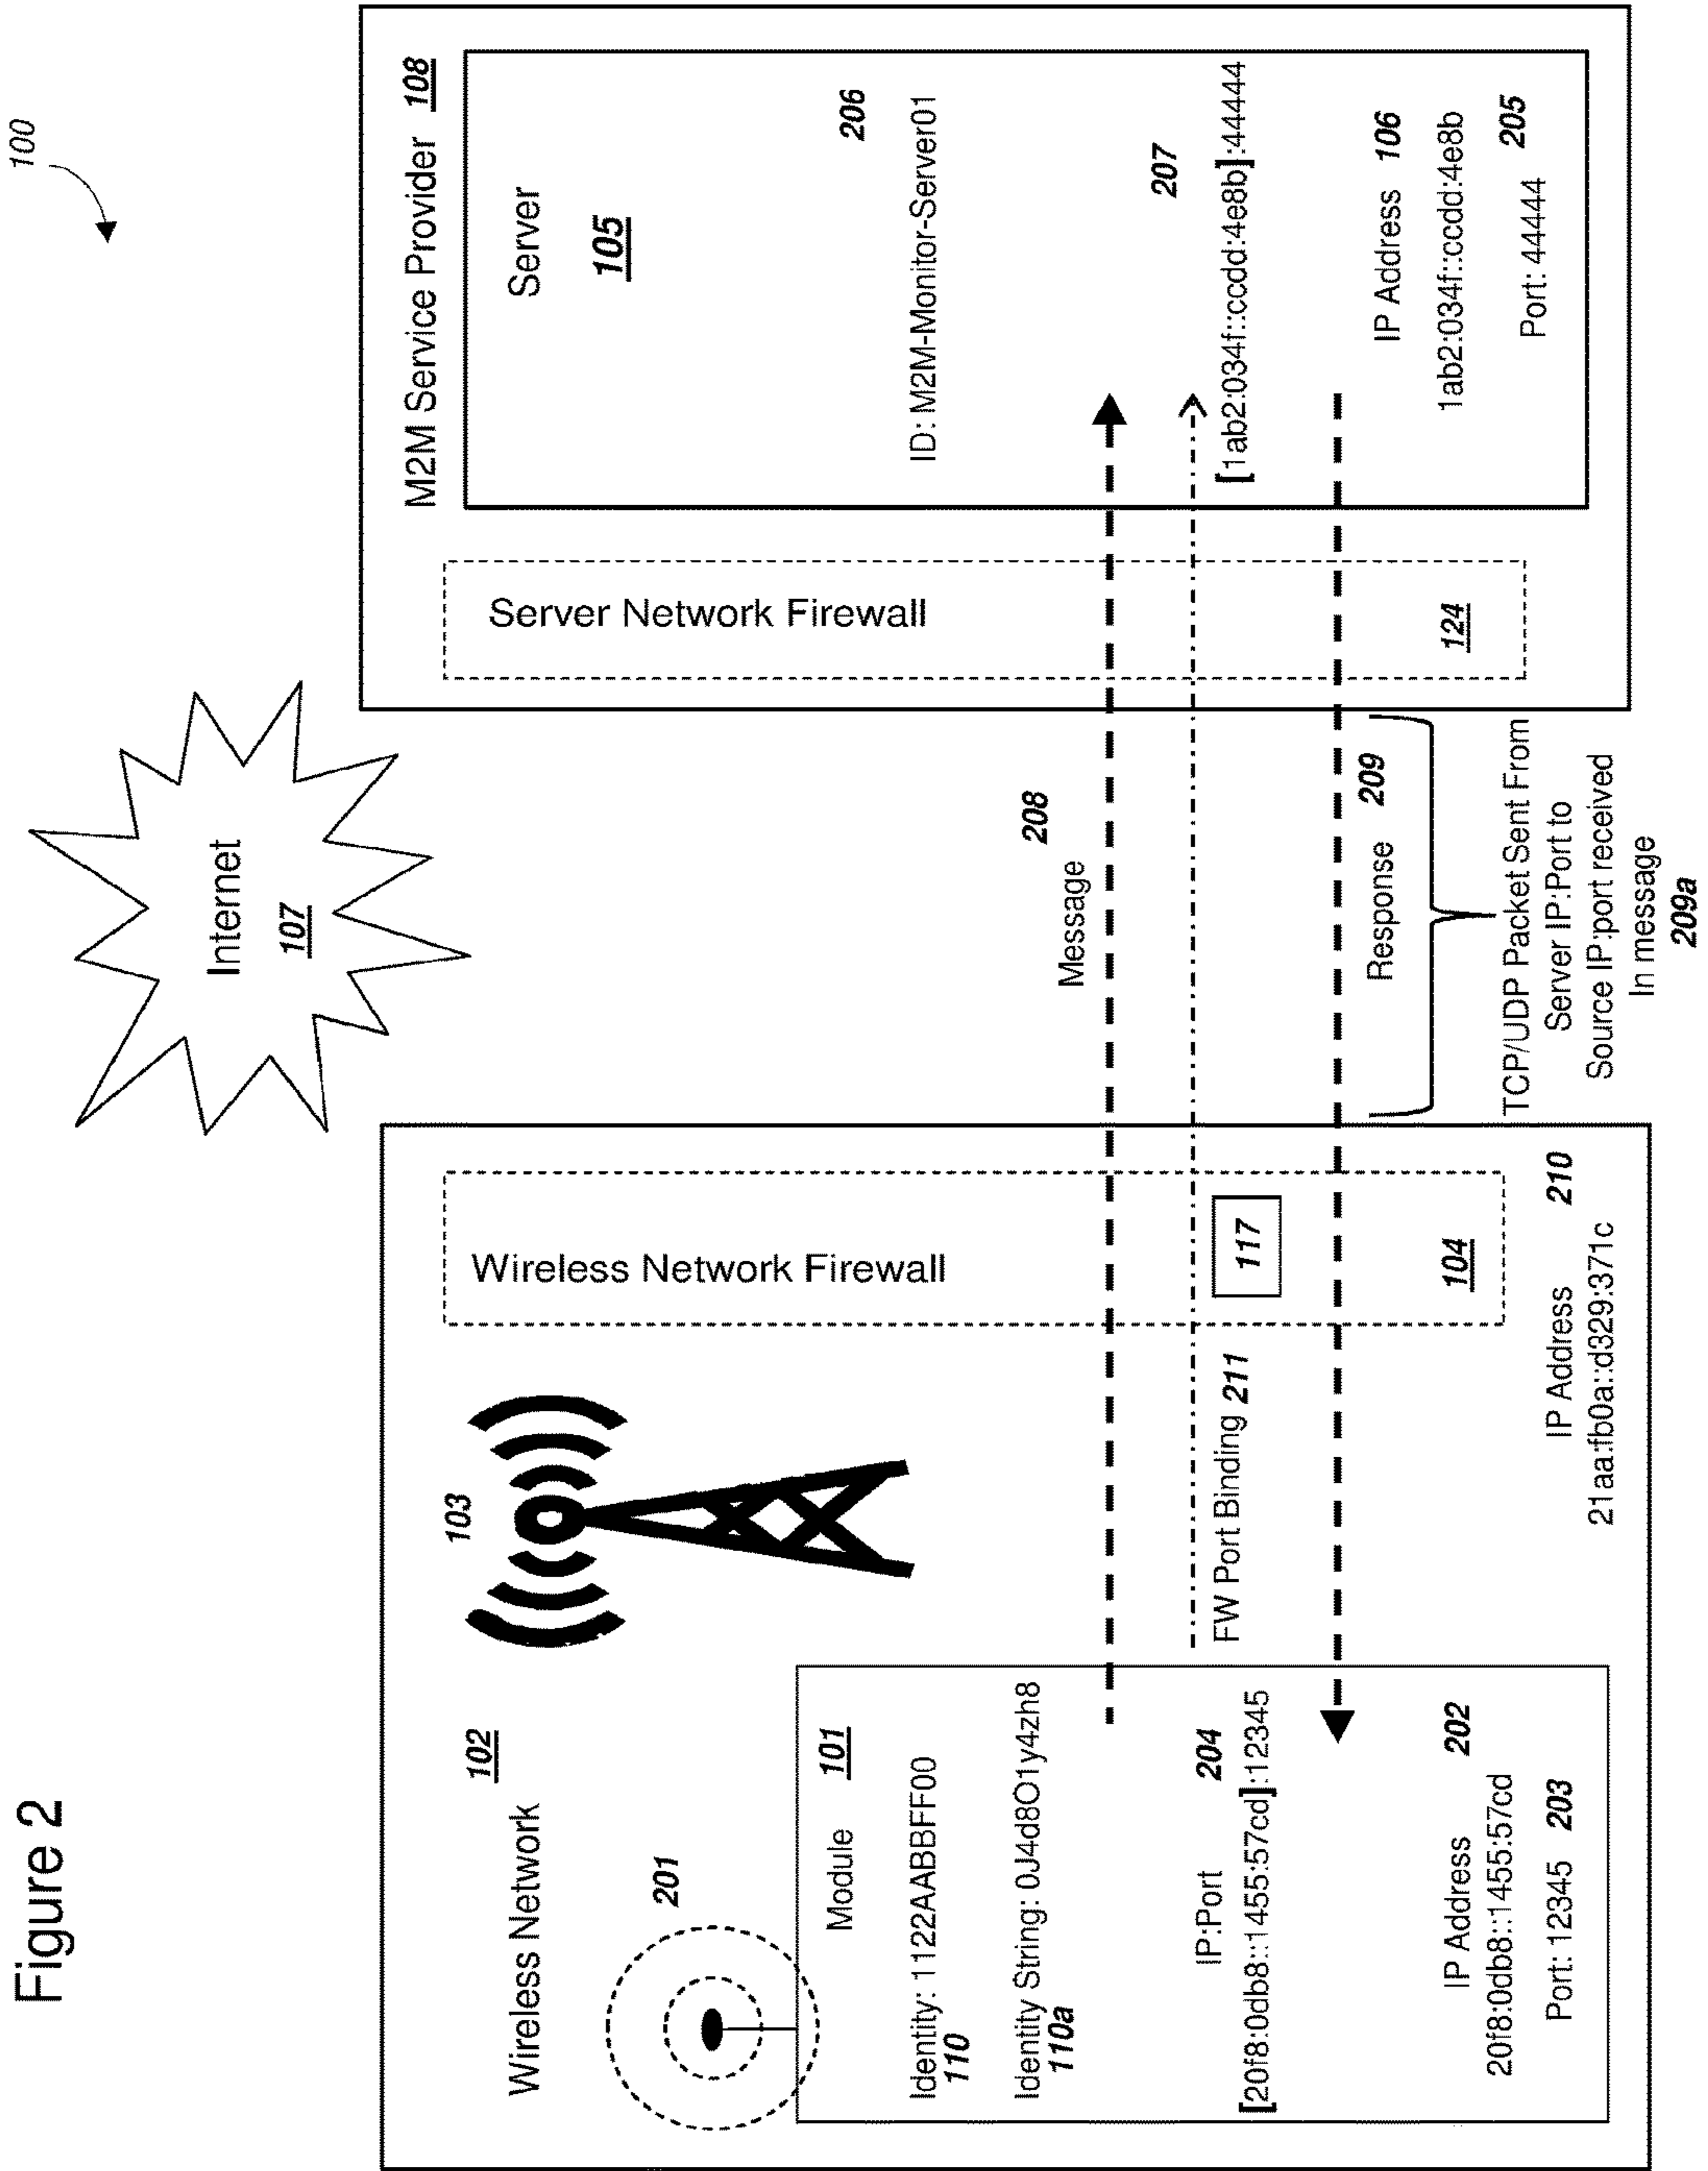 Figure 2
100
Internet
107
Wireless Network 102
201
103
Module 101
Identity: 1122AABBFF00
110
Identity String: 0J4d8O1y4zh8
110a
IP:Port 204
[20f8:0db8::1455:57cd]:12345
IP Address 202
20f8:0db8::1455:57cd
Port: 12345 203
Wireless Network Firewall
117
104
FW Port Binding 211
IP Address 210
21aa:fb0a::d329:371c
208
Message
Response 209
TCP/UDP Packet Sent From
Server IP:Port to
Source IP:port received
In message
209a
M2M Service Provider 108
Server Network Firewall
124
Server
105
206
ID: M2M-Monitor-Server01
207
[1ab2:034f::ccdd:4e8b]:44444
IP Address 106
1ab2:034f::ccdd:4e8b
Port: 44444 205